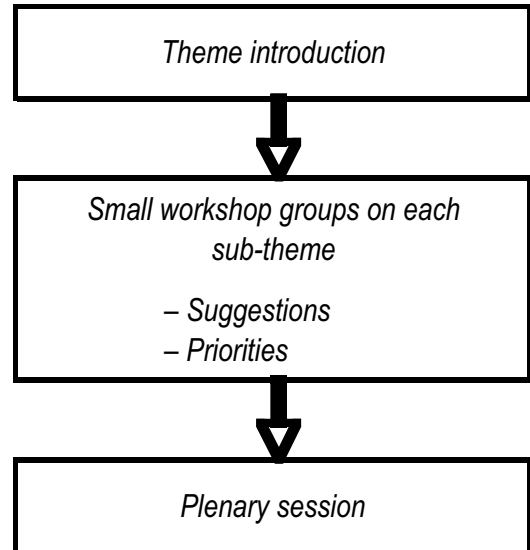 Theme introduction
Small workshop groups on each
sub-theme
– Suggestions
– Priorities
Plenary session